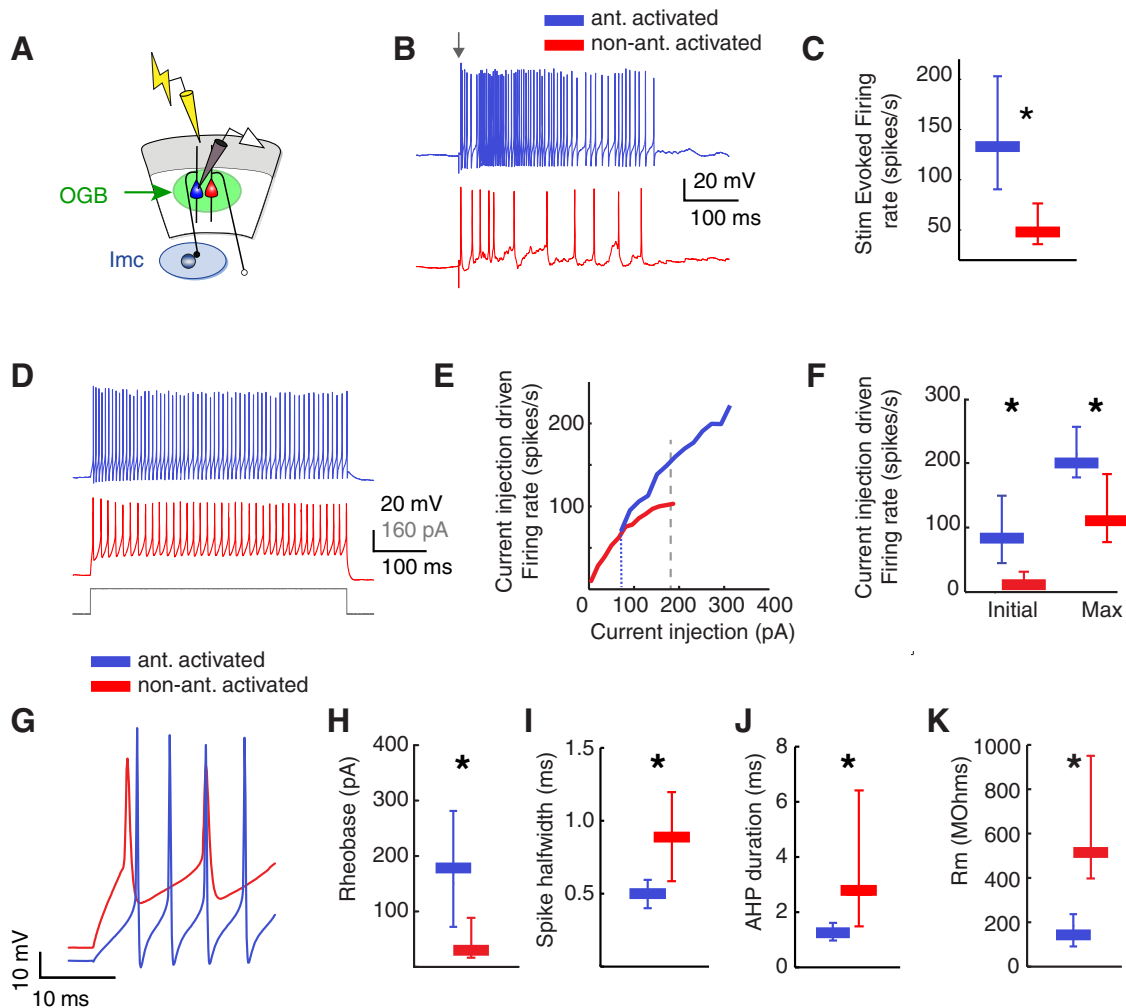 A
OGB
Imc
B
ant. activated
non-ant. activated
20 mV
100 ms
C
Stim Evoked Firing
rate (spikes/s)
200
150
100
50
*
D
20 mV
160 pA
100 ms
E
Current injection driven
Firing rate (spikes/s)
200
100
0
100
200
300
400
Current injection (pA)
F
Current injection driven
Firing rate (spikes/s)
300
200
100
0
*
*
Initial
Max
ant. activated
non-ant. activated
G
10 mV
10 ms
H
Rheobase (pA)
400
300
200
100
*
I
Spike halfwidth (ms)
1.5
1.0
0.5
*
J
AHP duration (ms)
8
6
4
2
0
*
K
Rm (MOhms)
1000
800
600
400
200
0
*